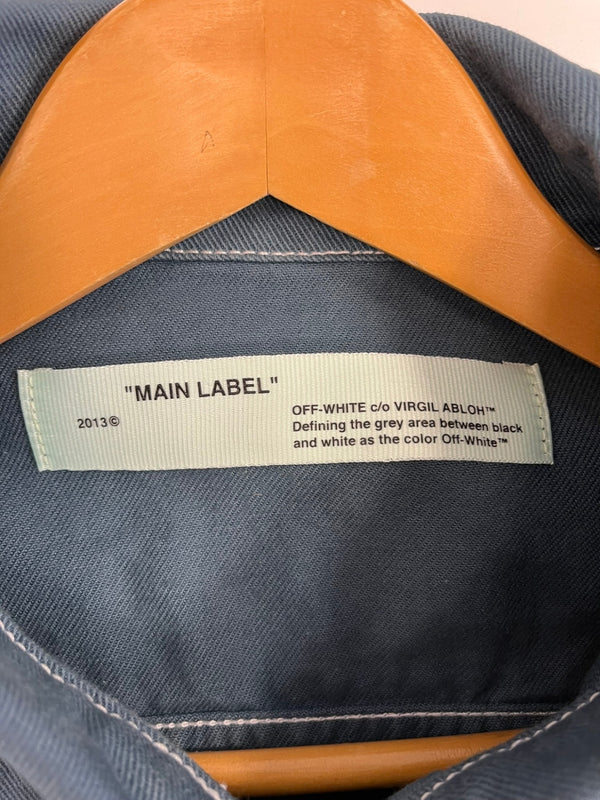 "MAIN LABEL"
2013©
OFF-WHITE c/o VIRGIL ABLOH™
Defining the grey area between black
and white as the color Off-White™